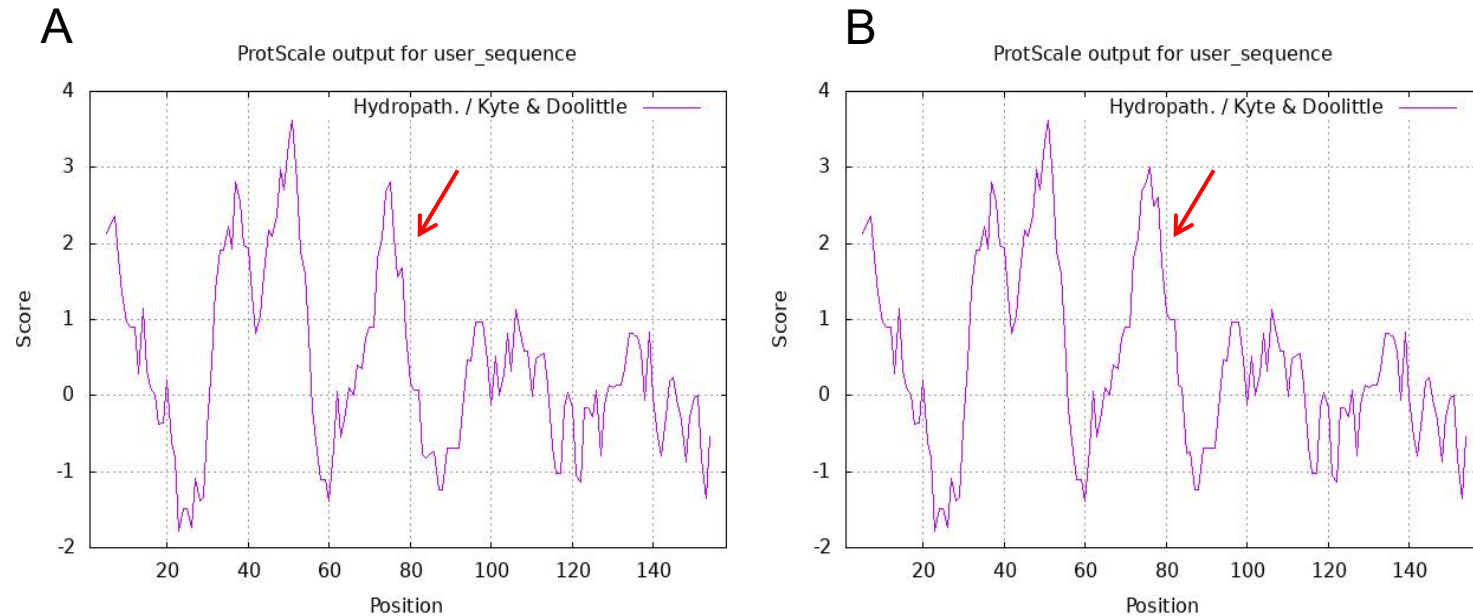 A
ProtScale output for user_sequence
Hydropath. / Kyte & Doolittle
4
3
2
1
0
-1
-2
Score
20 40 60 80 100 120 140
Position
B
ProtScale output for user_sequence
Hydropath. / Kyte & Doolittle
4
3
2
1
0
-1
-2
Score
20 40 60 80 100 120 140
Position